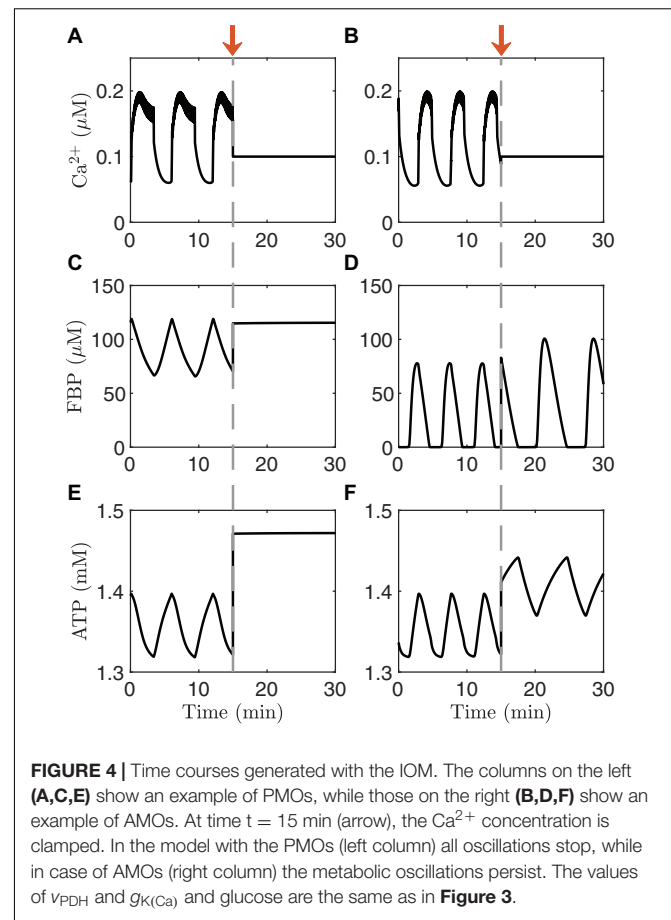 A
B
0.2
0.1
0
Ca²⁺ (μM)
0 10 20 30
0.2
0.1
0
0 10 20 30
C
D
150
100
50
0
FBP (μM)
0 10 20 30
150
100
50
0
0 10 20 30
E
F
1.5
1.4
1.3
ATP (mM)
0 10 20 30
Time (min)
1.5
1.4
1.3
0 10 20 30
Time (min)
FIGURE 4 | Time courses generated with the IOM. The columns on the left
(A,C,E) show an example of PMOs, while those on the right (B,D,F) show an
example of AMOs. At time t = 15 min (arrow), the Ca²⁺ concentration is
clamped. In the model with the PMOs (left column) all oscillations stop, while
in case of AMOs (right column) the metabolic oscillations persist. The values
of vPDH and gK(Ca) and glucose are the same as in Figure 3.